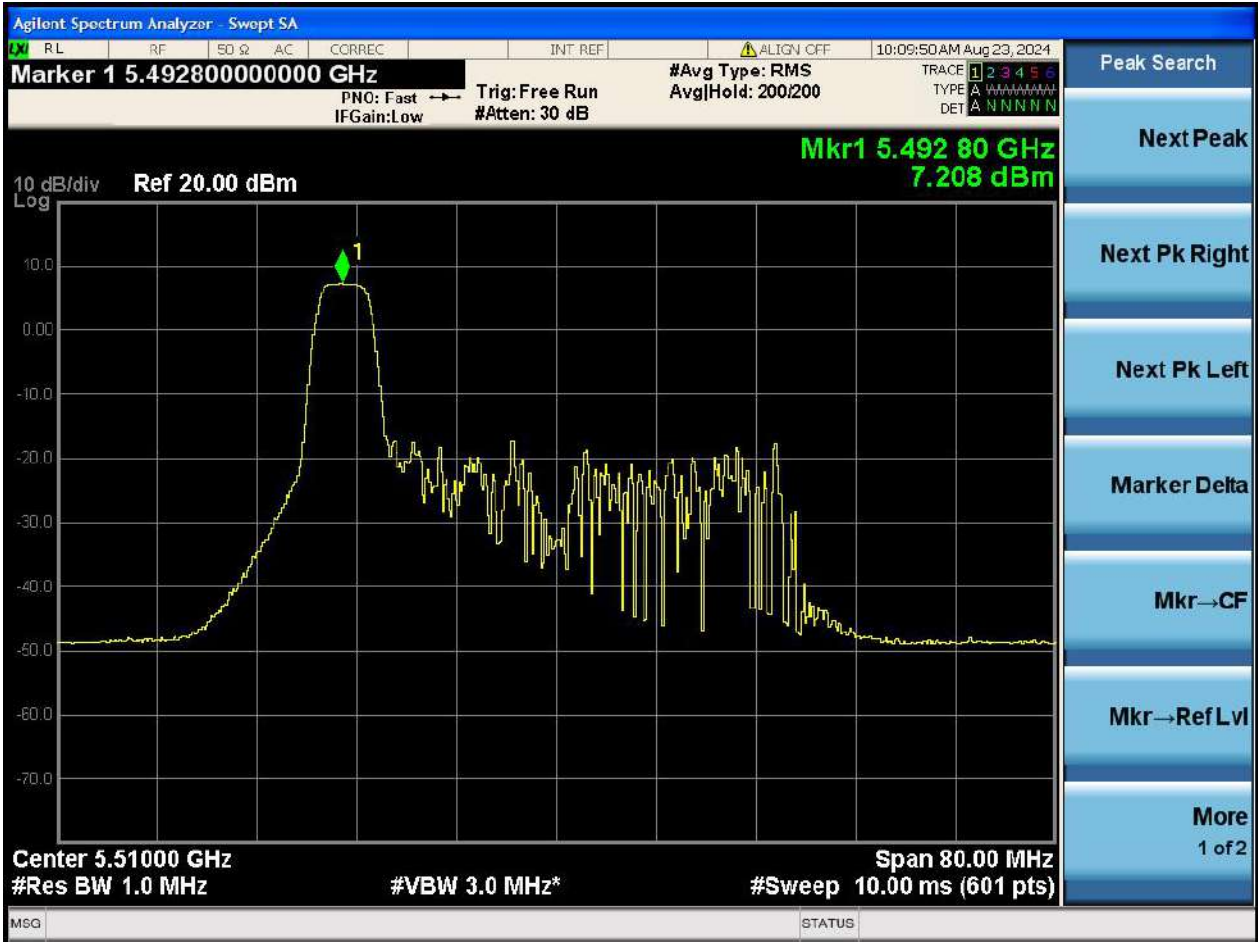 Agilent Spectrum Analyzer - Swept SA
LXI RL RF 50 Ω AC CORREC INT REF ALIGN OFF 10:09:50 AM Aug 23, 2024
Marker 1 5.492800000000 GHz
PNO: Fast
IFGain:Low
Trig: Free Run
#Atten: 30 dB
#Avg Type: RMS
Avg|Hold: 200/200
TRACE 1 2 3 4 5 6
TYPE A WWWWWW
DET A N N N N N
Mkr1 5.492 80 GHz
7.208 dBm
10 dB/div Ref 20.00 dBm
Log
1
10.0
0.00
-10.0
-20.0
-30.0
-40.0
-50.0
-60.0
-70.0
Center 5.51000 GHz Span 80.00 MHz
#Res BW 1.0 MHz #VBW 3.0 MHz* #Sweep 10.00 ms (601 pts)
MSG STATUS
Peak Search
Next Peak
Next Pk Right
Next Pk Left
Marker Delta
Mkr→CF
Mkr→Ref Lvl
More
1 of 2